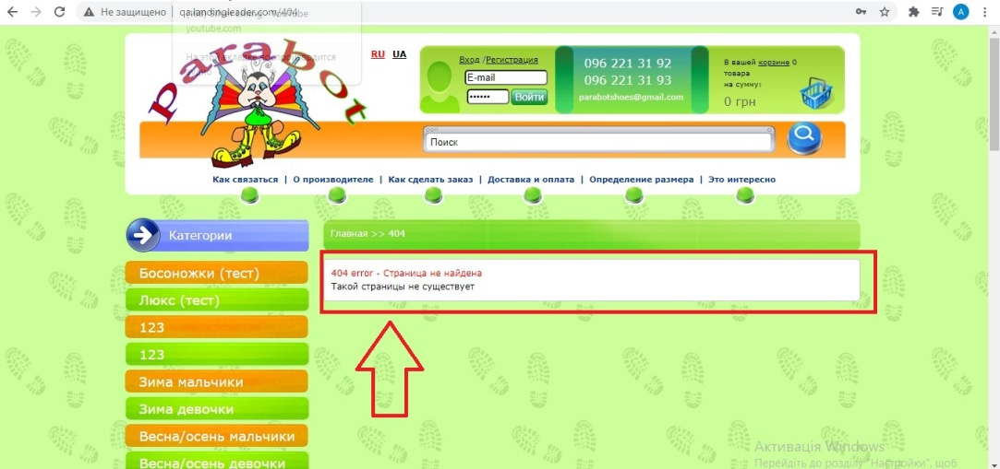 Не защищено
qa.landingleader.com/404
youtube.com
parabot
RU UA
Вход /Регистрация
E-mail
Войти
096 221 31 92
096 221 31 93
parabotshoes@gmail.com
В вашей корзине 0
товара
на сумму:
0 грн
Поиск
Как связаться | О производителе | Как сделать заказ | Доставка и оплата | Определение размера | Это интересно
Категории
Главная >> 404
Босоножки (тест)
404 error - Страница не найдена
Такой страницы не существует
Люкс (тест)
123
123
Зима мальчики
Зима девочки
Весна/осень мальчики
Весна/осень девочки
Активація Windows
Перейдіть до розділу "Настройки", щоб